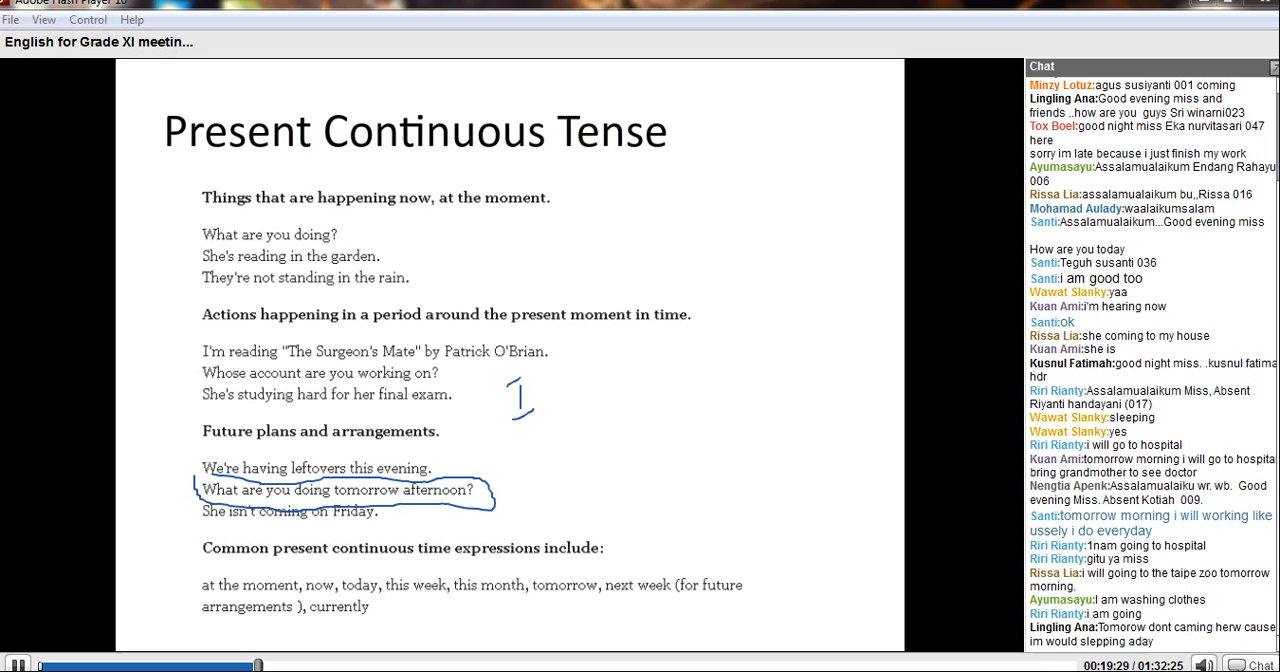 Adobe Flash Player 10
File View Control Help
English for Grade XI meetin...
Present Continuous Tense
Things that are happening now, at the moment.
What are you doing?
She's reading in the garden.
They're not standing in the rain.
Actions happening in a period around the present moment in time.
I'm reading "The Surgeon's Mate" by Patrick O'Brian.
Whose account are you working on?
She's studying hard for her final exam.
1
Future plans and arrangements.
We're having leftovers this evening.
What are you doing tomorrow afternoon?
She isn't coming on Friday.
Common present continuous time expressions include:
at the moment, now, today, this week, this month, tomorrow, next week (for future
arrangements ), currently
Chat
Minzy Lotuz:agus susiyanti 001 coming
Lingling Ana:Good evening miss and
friends ..how are you guys Sri winarni023
Tox Boel:good night miss Eka nurvitasari 047
here
sorry im late because i just finish my work
Ayumasayu:Assalamualaikum Endang Rahayu
006
Rissa Lia:assalamualaikum bu,,Rissa 016
Mohamad Aulady:waalaikumsalam
Santi:Assalamualaikum...Good evening miss
How are you today
Santi:Teguh susanti 036
Santi:i am good too
Wawat Slanky:yaa
Kuan Ami:i'm hearing now
Santi:ok
Rissa Lia:she coming to my house
Kuan Ami:she is
Kusnul Fatimah:good night miss. .kusnul fatima
hdr
Riri Rianty:Assalamualaikum Miss, Absent
Riyanti handayani (017)
Wawat Slanky:sleeping
Wawat Slanky:yes
Riri Rianty:i will go to hospital
Kuan Ami:tomorrow morning i will go to hospita
bring grandmother to see doctor
Nengtia Apenk:Assalamualaiku wr. wb. Good
evening Miss. Absent Kotiah 009.
Santi:tomorrow morning i will working like
ussely i do everyday
Riri Rianty:1nam going to hospital
Riri Rianty:gitu ya miss
Rissa Lia:i will going to the taipe zoo tomorrow
morning.
Ayumasayu:I am washing clothes
Riri Rianty:i am going
Lingling Ana:Tomorow dont caming herw cause
im would slepping aday
00:19:29 / 01:32:25 Chat